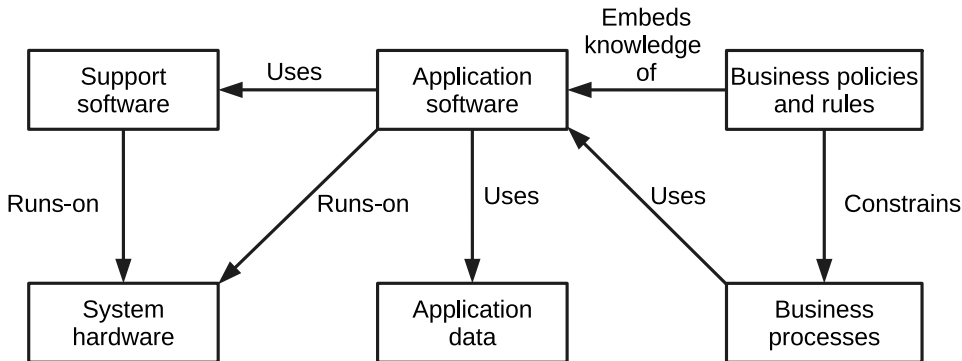 Support
software
Uses
Application
software
Embeds
knowledge
of
Business policies
and rules
Runs-on
Runs-on
Uses
Uses
Constrains
System
hardware
Application
data
Business
processes